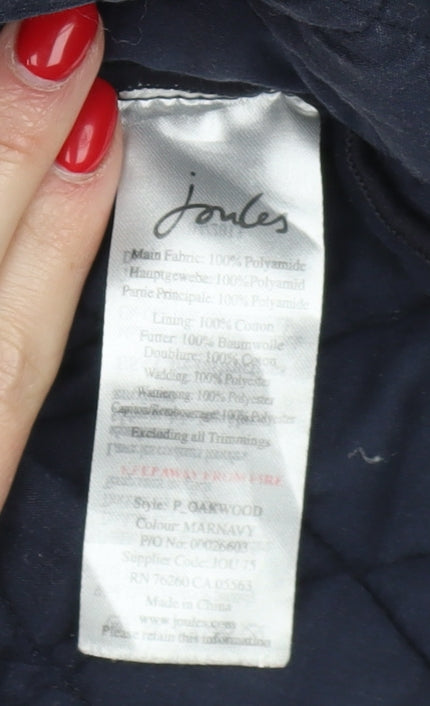 joules
Main Fabric: 100% Polyamide
Hauptgewebe: 100%Polyamid
Partie Principale: 100% Polyamide
Lining: 100% Cotton
Futter: 100% Baumwolle
Doublure: 100% Coton
Wadding: 100% Polyester
Wattierung: 100% Polyester
100% Polyester
Excluding all Trimmings
KEEP AWAY FROM FIRE
Style: P_OAKWOOD
Colour: MARNAVY
P/O No: 00026603
Supplier Code: JOU 75
RN 76260 CA 05563
Made in China
www.joules.com
Please retain this information